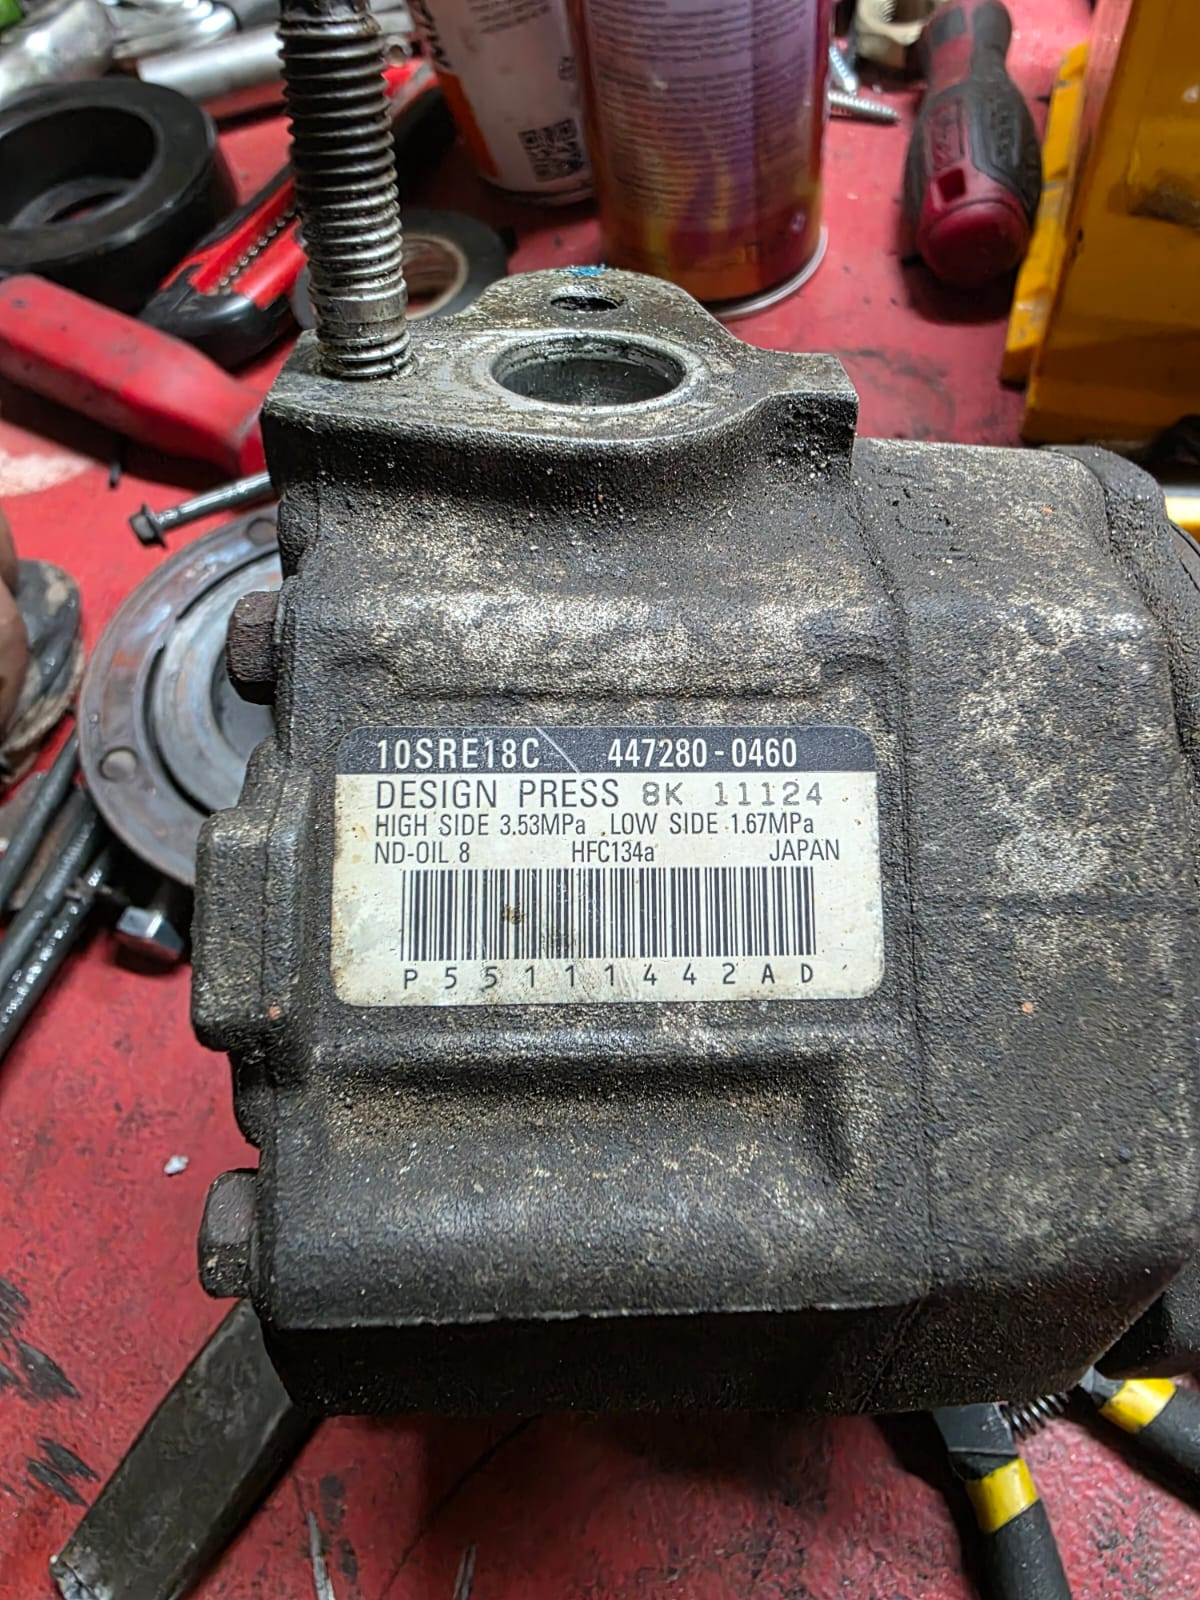 10SRE18C 447280-0460
DESIGN PRESS 8K 11124
HIGH SIDE 3.53MPa LOW SIDE 1.67MPa
ND-OIL 8 HFC134a JAPAN
P55111442AD